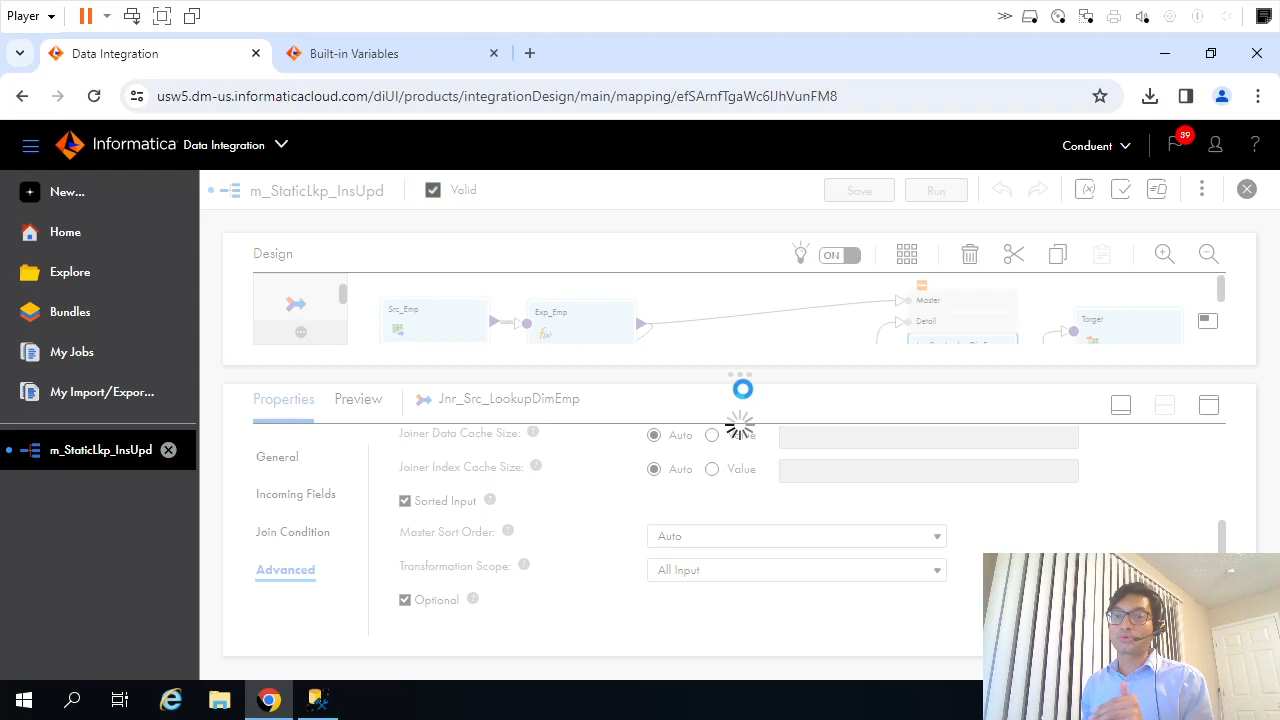 Player
Data Integration
Built-in Variables
usw5.dm-us.informaticacloud.com/diUI/products/integrationDesign/main/mapping/efSArnfTgaWc6lJhVunFM8
Informatica Data Integration
Conduent
39
New...
Home
Explore
Bundles
My Jobs
My Import/Expor...
m_StaticLkp_InsUpd
m_StaticLkp_InsUpd
Valid
Save
Run
Design
ON
Src_Emp
Exp_Emp
Master
Detail
Target
Properties
Preview
Jnr_Src_LookupDimEmp
General
Incoming Fields
Join Condition
Advanced
Joiner Data Cache Size:
Auto
Joiner Index Cache Size:
Auto
Value
Sorted Input
Master Sort Order:
Auto
Transformation Scope:
All Input
Optional